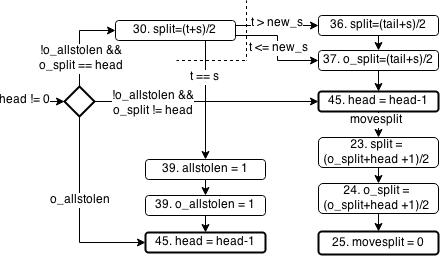 30. split=(t+s)/2
t > new_s
36. split=(tail+s)/2
!o_allstolen &&
o_split == head
t <= new_s
37. o_split=(tail+s)/2
t == s
head != 0
!o_allstolen &&
o_split != head
45. head = head-1
movesplit
23. split =
(o_split+head +1)/2
39. allstolen = 1
o_allstolen
39. o_allstolen = 1
24. o_split =
(o_split+head +1)/2
45. head = head-1
25. movesplit = 0